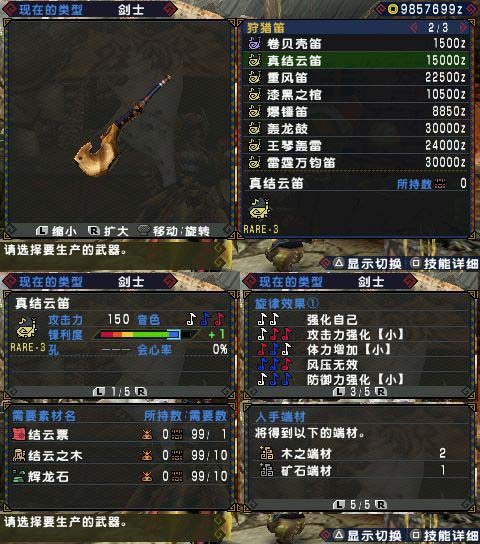 现在的类型 剑士
9857699z
狩猎笛 2/3
卷贝壳笛 1500z
真结云笛 15000z
重风笛 22500z
漆黑之棺 10500z
爆锤笛 8850z
轰龙鼓 30000z
王琴轰雷 24000z
雷霆万钧笛 30000z
真结云笛 所持数 0
RARE-3
L 缩小 R 扩大 移动/旋转
请选择要生产的武器。
△显示切换 □技能详细
现在的类型 剑士
真结云笛
攻击力 150 音色
RARE-3
锋利度 +1
孔 --- 会心率 0%
L 1/5 R
需要素材名 所持数 需要数
结云票 0 99/ 1
结云之木 0 99/10
辉龙石 0 99/10
请选择要生产的武器。
现在的类型 剑士
旋律效果①
强化自己
攻击力强化【小】
体力增加【小】
风压无效
防御力强化【小】
L 3/5 R
入手端材
将得到以下的端材。
木之端材 2
矿石端材 1
L 5/5 R
△显示切换 □技能详细